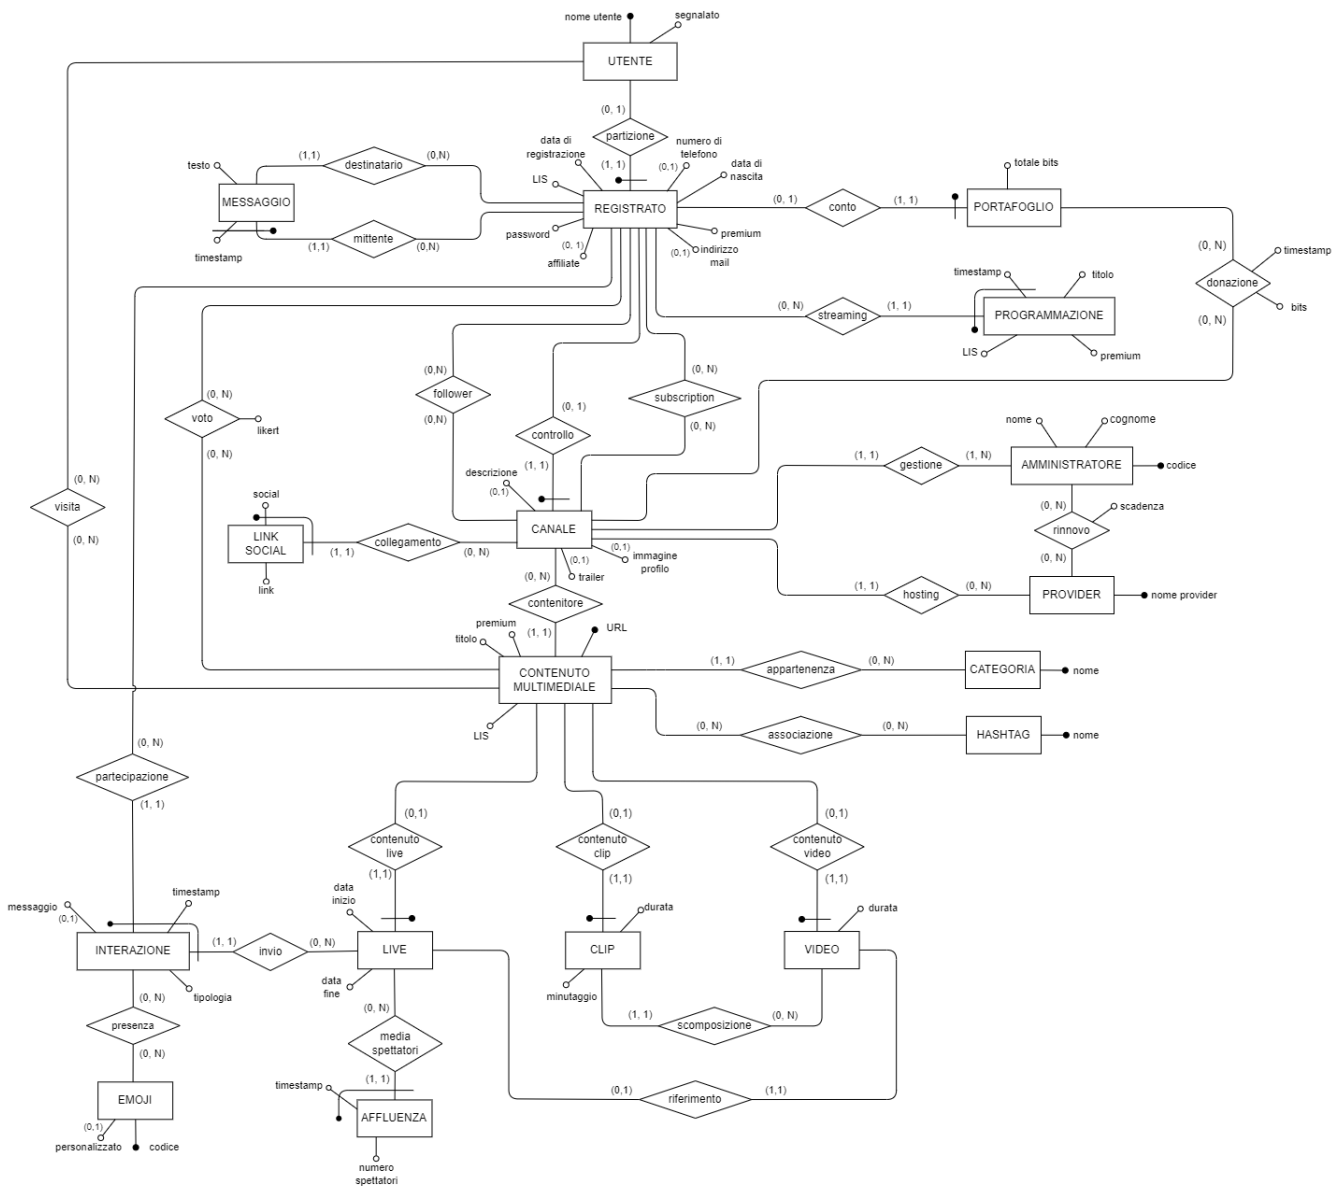 nome utente
segnalato
UTENTE
(0, 1)
partizione
data di
registrazione
numero di
telefono
(0,1)
data di
nascita
(1, 1)
LIS
REGISTRATO
password
(0, 1)
affiliate
premium
(0,1)
indirizzo
mail
testo
(1,1)
destinatario
(0,N)
MESSAGGIO
(1,1)
mittente
(0,N)
timestamp
(0, 1)
conto
(1, 1)
totale bits
PORTAFOGLIO
(0, N)
timestamp
donazione
bits
(0, N)
(0, N)
streaming
(1, 1)
timestamp
titolo
PROGRAMMAZIONE
LIS
premium
(0, N)
voto
likert
(0, N)
(0,N)
follower
(0,N)
(0, 1)
controllo
(1, 1)
(0, N)
subscription
(0, N)
(0, N)
visita
(0, N)
nome
cognome
(1, 1)
gestione
(1, N)
AMMINISTRATORE
codice
(0, N)
scadenza
rinnovo
(0, N)
descrizione
(0,1)
CANALE
(0,1)
immagine
profilo
(0,1)
trailer
social
LINK
SOCIAL
link
(1, 1)
collegamento
(0, N)
(1, 1)
hosting
(0, N)
PROVIDER
nome provider
(0, N)
contenitore
(1, 1)
premium
titolo
URL
CONTENUTO
MULTIMEDIALE
LIS
(1, 1)
appartenenza
(0, N)
CATEGORIA
nome
(0, N)
associazione
(0, N)
HASHTAG
nome
(0, N)
partecipazione
(1, 1)
(0,1)
contenuto
live
(1,1)
(0,1)
contenuto
clip
(1,1)
(0,1)
contenuto
video
(1,1)
messaggio
(0,1)
timestamp
INTERAZIONE
tipologia
(1, 1)
invio
(0, N)
data
inizio
LIVE
data
fine
durata
CLIP
minutaggio
durata
VIDEO
(0, N)
presenza
(0, N)
EMOJI
(0,1)
personalizzato
codice
(0, N)
media
spettatori
(1, 1)
timestamp
AFFLUENZA
numero
spettatori
(1, 1)
scomposizione
(0, N)
(0,1)
riferimento
(1,1)